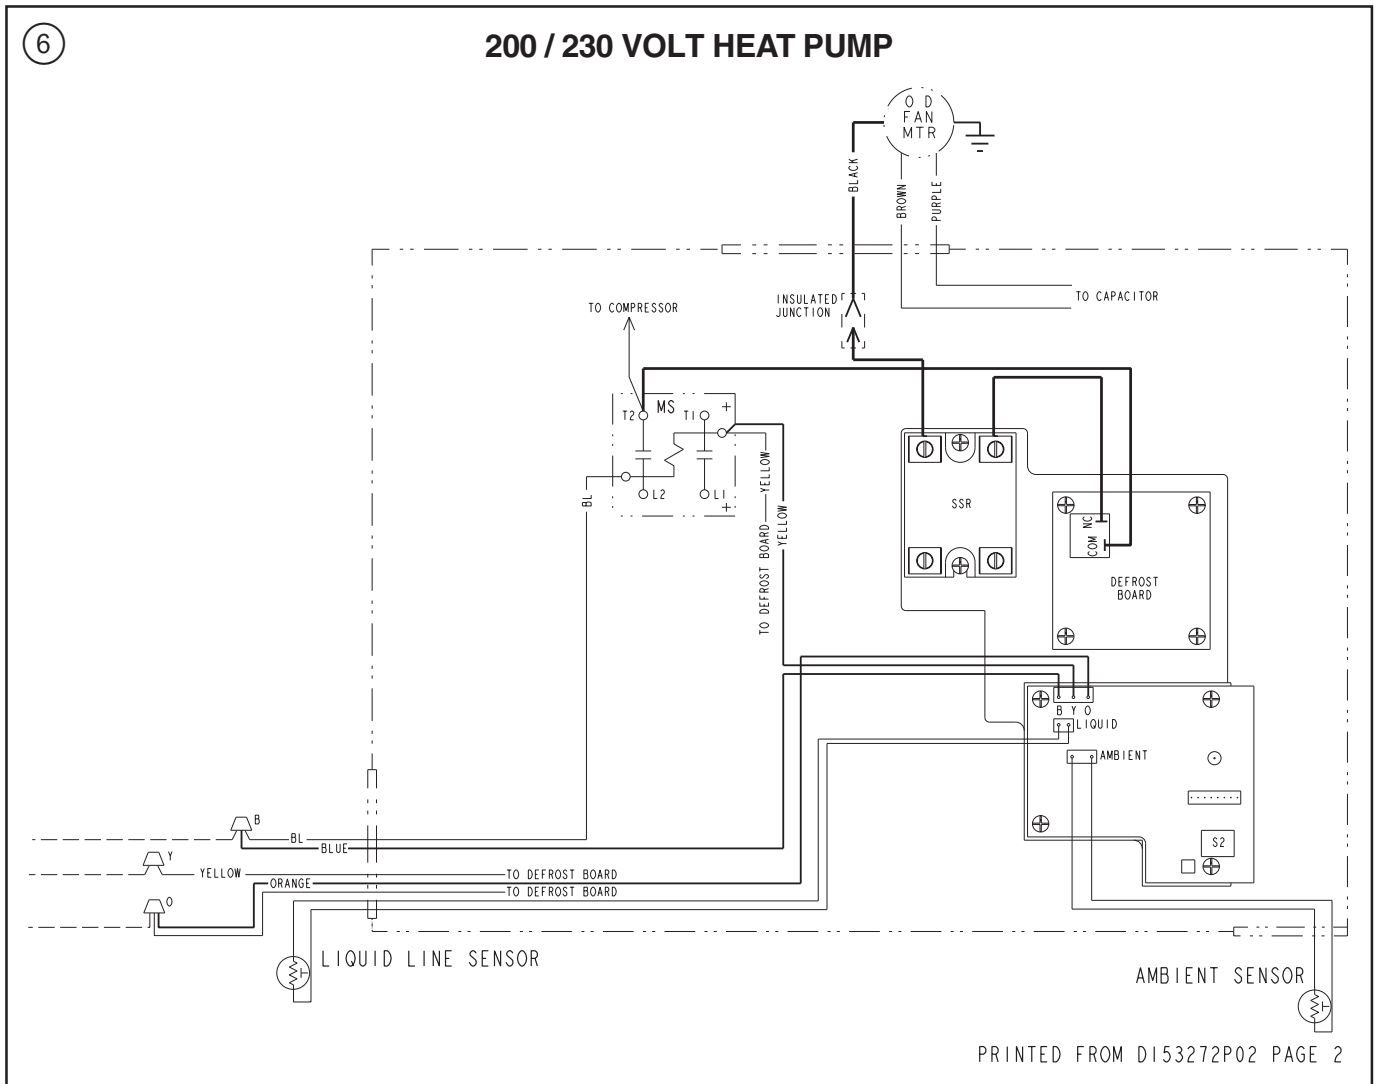 6
200 / 230 VOLT HEAT PUMP
O D
FAN
MTR
BLACK
BROWN
PURPLE
TO CAPACITOR
INSULATED
JUNCTION
TO COMPRESSOR
MS
T2
T1
L2
L1
BL
TO DEFROST BOARD
YELLOW
YELLOW
SSR
NC
COM
DEFROST
BOARD
B Y O
LIQUID
AMBIENT
S2
B
BL
BLUE
Y
YELLOW
TO DEFROST BOARD
ORANGE
TO DEFROST BOARD
O
LIQUID LINE SENSOR
AMBIENT SENSOR
PRINTED FROM D153272P02 PAGE 2